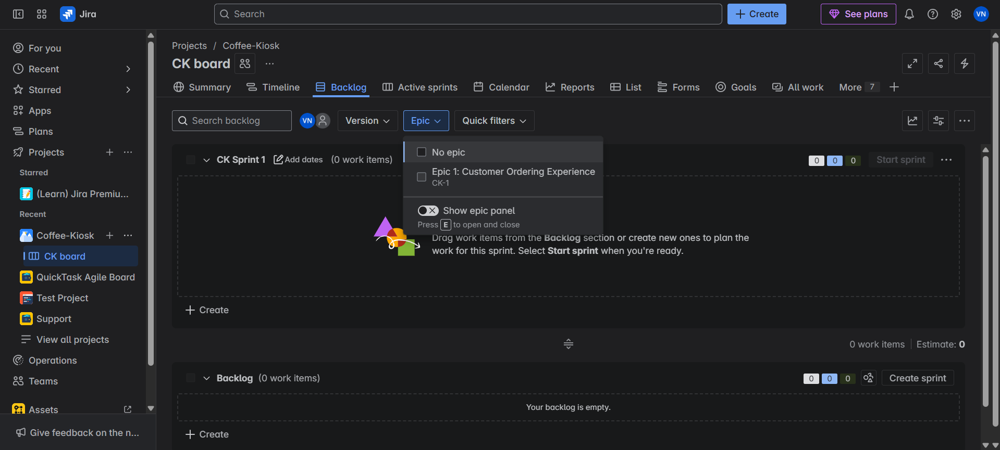 Jira
Search
Create
See plans
VN
For you
Recent
Starred
Apps
Plans
Projects
Starred
(Learn) Jira Premiu...
Recent
Coffee-Kiosk
CK board
QuickTask Agile Board
Test Project
Support
View all projects
Operations
Teams
Assets
Give feedback on the n...
Projects / Coffee-Kiosk
CK board
Summary
Timeline
Backlog
Active sprints
Calendar
Reports
List
Forms
Goals
All work
More 7
Search backlog
VN
Version
Epic
Quick filters
No epic
Epic 1: Customer Ordering Experience
CK-1
Show epic panel
Press E to open and close
CK Sprint 1 Add dates (0 work items)
0 0 0 Start sprint
Drag work items from the Backlog section or create new ones to plan the
work for this sprint. Select Start sprint when you're ready.
Create
0 work items Estimate: 0
Backlog (0 work items)
0 0 0 Create sprint
Your backlog is empty.
Create